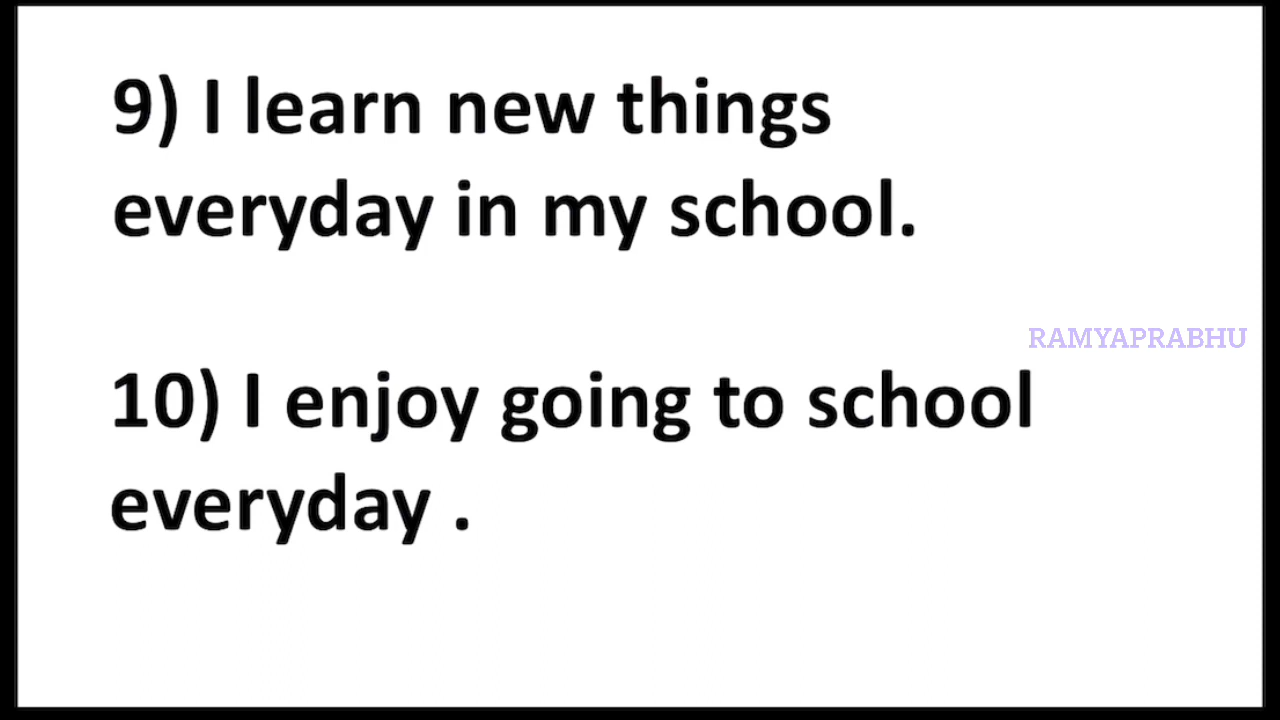 9) I learn new things
everyday in my school.
RAMYAPRABHU
10) I enjoy going to school
everyday .